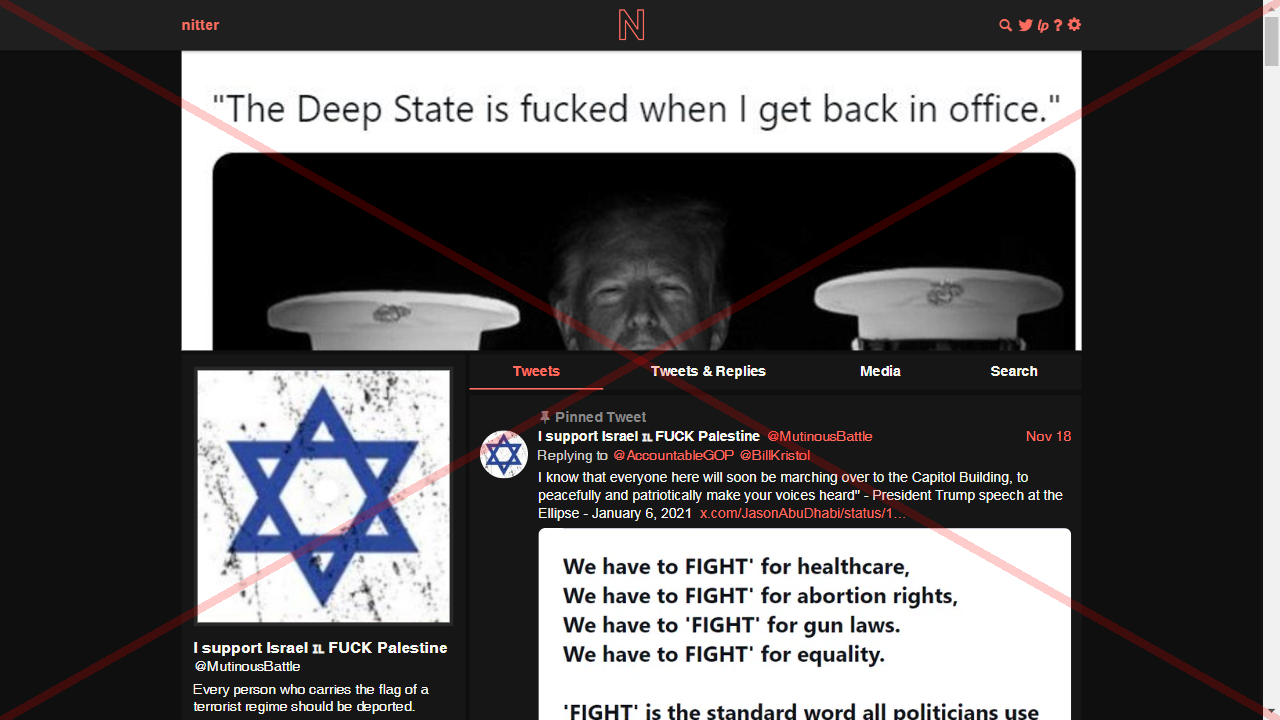 nitter
N
lp ?
"The Deep State is fucked when I get back in office."
Tweets
Tweets & Replies
Media
Search
Pinned Tweet
I support Israel 🇮🇱 FUCK Palestine @MutinousBattle
Nov 18
Replying to @AccountableGOP @BillKristol
I know that everyone here will soon be marching over to the Capitol Building, to
peacefully and patriotically make your voices heard" - President Trump speech at the
Ellipse - January 6, 2021 x.com/JasonAbuDhabi/status/1…
We have to FIGHT' for healthcare,
We have to FIGHT' for abortion rights,
We have to 'FIGHT' for gun laws.
We have to FIGHT' for equality.
'FIGHT' is the standard word all politicians use
I support Israel 🇮🇱 FUCK Palestine
@MutinousBattle
Every person who carries the flag of a
terrorist regime should be deported.